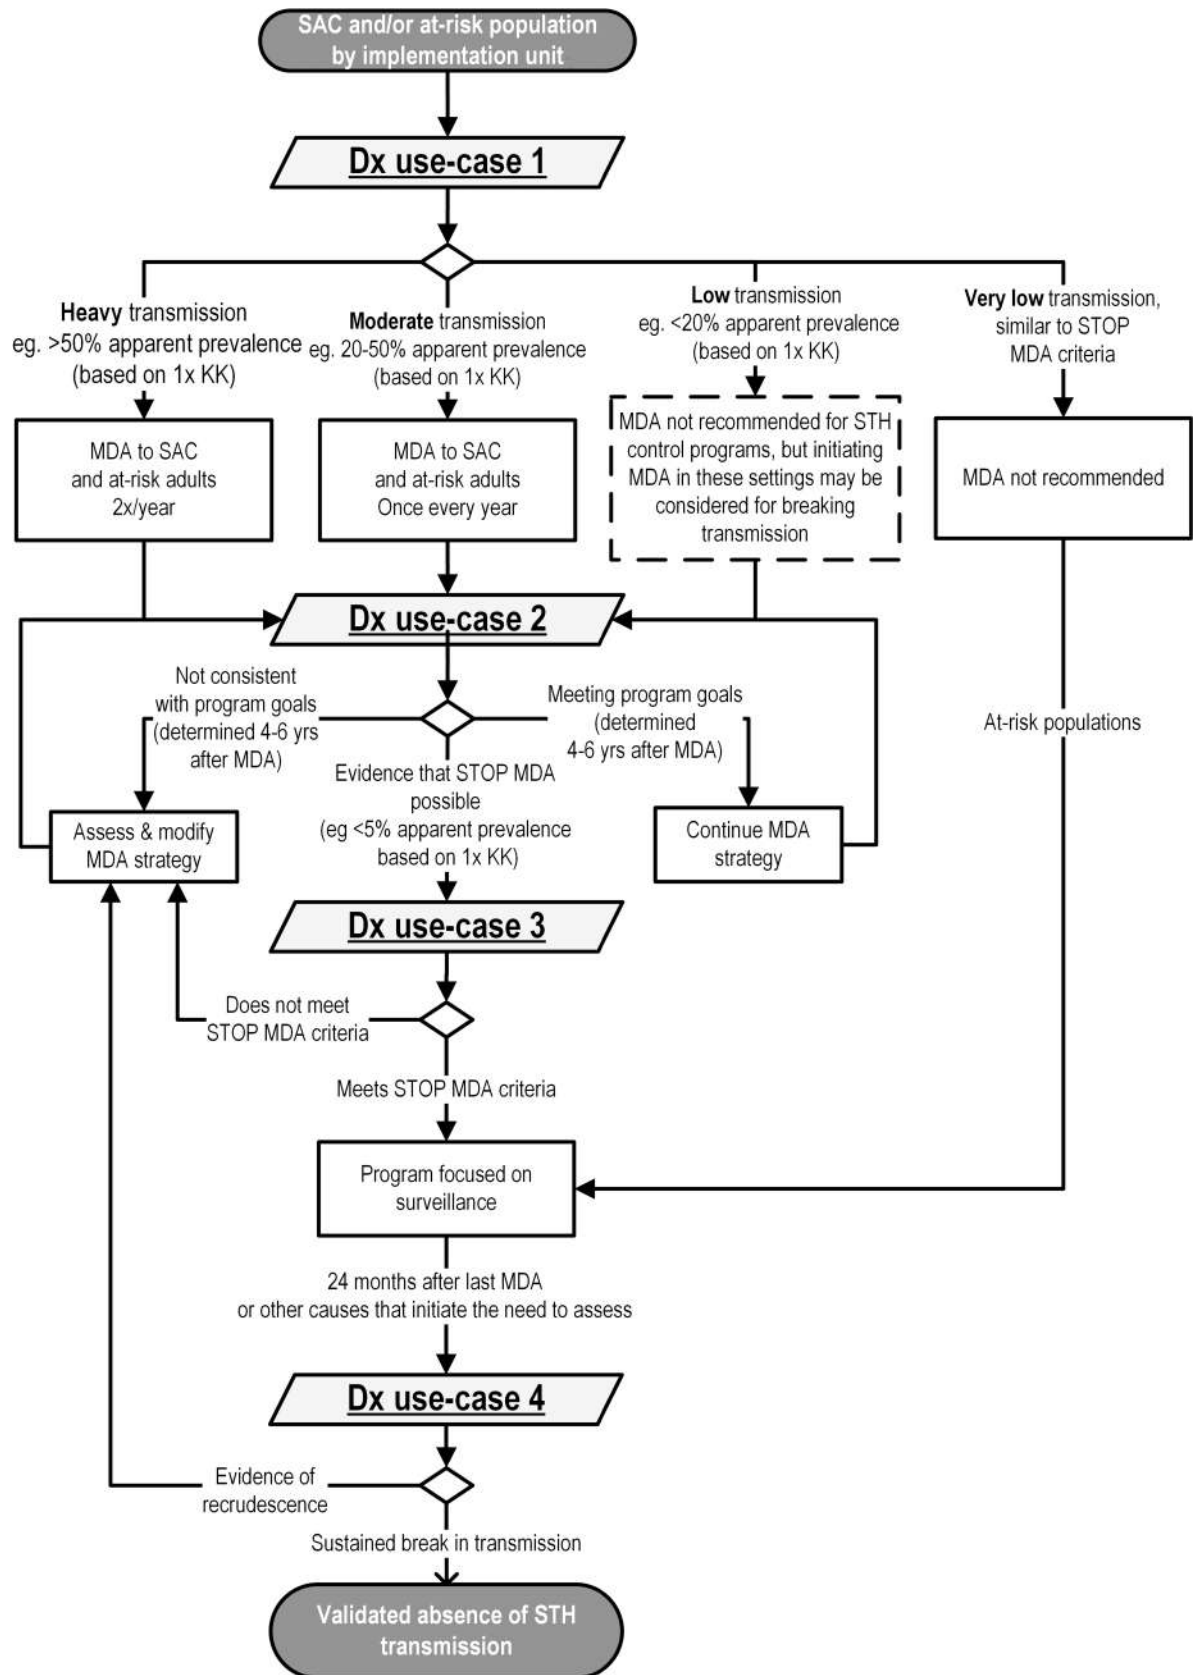 SAC and/or at-risk population
by implementation unit
Dx use-case 1
Heavy transmission
eg. >50% apparent prevalence
(based on 1x KK)
Moderate transmission
eg. 20-50% apparent prevalence
(based on 1x KK)
Low transmission
eg. <20% apparent prevalence
(based on 1x KK)
Very low transmission,
similar to STOP
MDA criteria
MDA to SAC
and at-risk adults
2x/year
MDA to SAC
and at-risk adults
Once every year
MDA not recommended for STH
control programs, but initiating
MDA in these settings may be
considered for breaking
transmission
MDA not recommended
Dx use-case 2
Not consistent
with program goals
(determined 4-6 yrs
after MDA)
Meeting program goals
(determined
4-6 yrs after MDA)
At-risk populations
Evidence that STOP MDA
possible
(eg <5% apparent prevalence
based on 1x KK)
Assess & modify
MDA strategy
Continue MDA
strategy
Dx use-case 3
Does not meet
STOP MDA criteria
Meets STOP MDA criteria
Program focused on
surveillance
24 months after last MDA
or other causes that initiate the need to assess
Dx use-case 4
Evidence of
recrudescence
Sustained break in transmission
Validated absence of STH
transmission